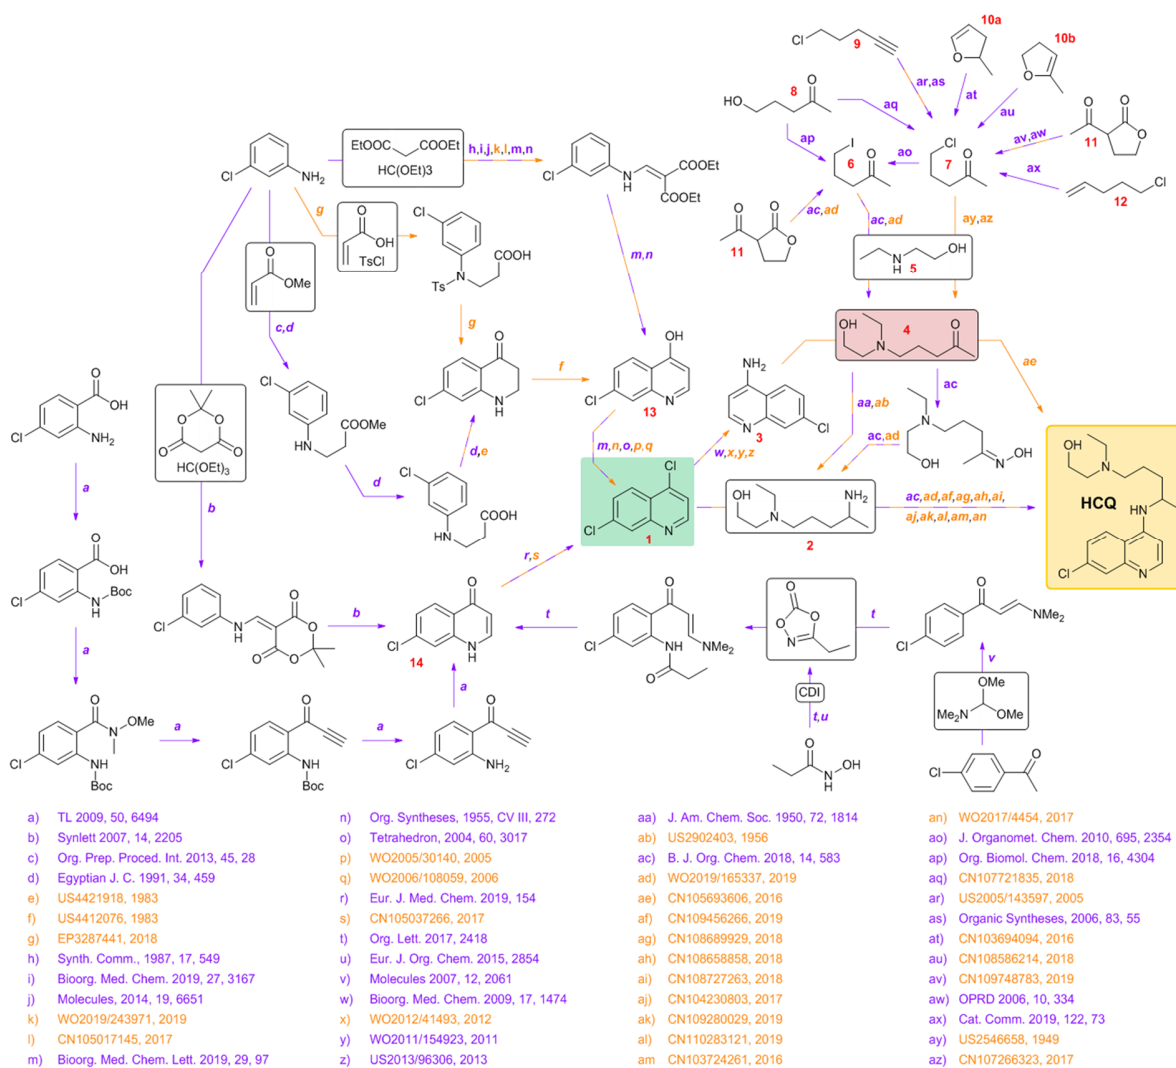 10a
10b
9
Cl
O
O
ar,as
at
8
O
HO
aq
au
O
O
O
ap
I
O
6
ao
Cl
O
7
av,aw
11
ax
Cl
12
EtOOC COOEt
HC(OEt)3
h,i,j,k,l,m,n
Cl
NH2
Cl
N
H
COOEt
COOEt
g
O
OH
TsCl
Cl
N
Ts
COOH
O
OMe
c,d
g
m,n
O
O
O
11
ac,ad
ac,ad
ay,az
N
H
OH
5
OH
N
O
4
ae
O
Cl
N
H
f
OH
Cl
N
13
NH2
N
Cl
3
aa,ab
ac
N
OH
N
OH
ac,ad
O
OH
NH2
Cl
O O
O O
HC(OEt)3
Cl
HN
COOMe
d,e
Cl
HN
COOH
d
m,n,o,p,q
w,x,y,z
Cl
Cl
N
1
OH
N
NH2
2
ac,ad,af,ag,ah,ai,
aj,ak,al,am,an
OH
N
HCQ
HN
Cl
N
a
b
r,s
O
OH
NH
Boc
Cl
Cl
N
H
O
O
O
O
b
O
Cl
N
H
14
t
O
Cl
NH
NMe2
O
O
O
O
N
t
O
NMe2
Cl
a
a
CDI
t,u
v
OMe
Me2N OMe
O
N
OMe
Cl
NH
Boc
a
O
Cl
NH
Boc
a
O
Cl
NH2
O
N
H
OH
Cl
O
a) TL 2009, 50, 6494
b) Synlett 2007, 14, 2205
c) Org. Prep. Proced. Int. 2013, 45, 28
d) Egyptian J. C. 1991, 34, 459
e) US4421918, 1983
f) US4412076, 1983
g) EP3287441, 2018
h) Synth. Comm., 1987, 17, 549
i) Bioorg. Med. Chem. 2019, 27, 3167
j) Molecules, 2014, 19, 6651
k) WO2019/243971, 2019
l) CN105017145, 2017
m) Bioorg. Med. Chem. Lett. 2019, 29, 97
n) Org. Syntheses, 1955, CV III, 272
o) Tetrahedron, 2004, 60, 3017
p) WO2005/30140, 2005
q) WO2006/108059, 2006
r) Eur. J. Med. Chem. 2019, 154
s) CN105037266, 2017
t) Org. Lett. 2017, 2418
u) Eur. J. Org. Chem. 2015, 2854
v) Molecules 2007, 12, 2061
w) Bioorg. Med. Chem. 2009, 17, 1474
x) WO2012/41493, 2012
y) WO2011/154923, 2011
z) US2013/96306, 2013
aa) J. Am. Chem. Soc. 1950, 72, 1814
ab) US2902403, 1956
ac) B. J. Org. Chem. 2018, 14, 583
ad) WO2019/165337, 2019
ae) CN105693606, 2016
af) CN109456266, 2019
ag) CN108689929, 2018
ah) CN108658858, 2018
ai) CN108727263, 2018
aj) CN104230803, 2017
ak) CN109280029, 2019
al) CN110283121, 2019
am CN103724261, 2016
an) WO2017/4454, 2017
ao) J. Organomet. Chem. 2010, 695, 2354
ap) Org. Biomol. Chem. 2018, 16, 4304
aq) CN107721835, 2018
ar) US2005/143597, 2005
as) Organic Syntheses, 2006, 83, 55
at) CN103694094, 2016
au) CN108586214, 2018
av) CN109748783, 2019
aw) OPRD 2006, 10, 334
ax) Cat. Comm. 2019, 122, 73
ay) US2546658, 1949
az) CN107266323, 2017